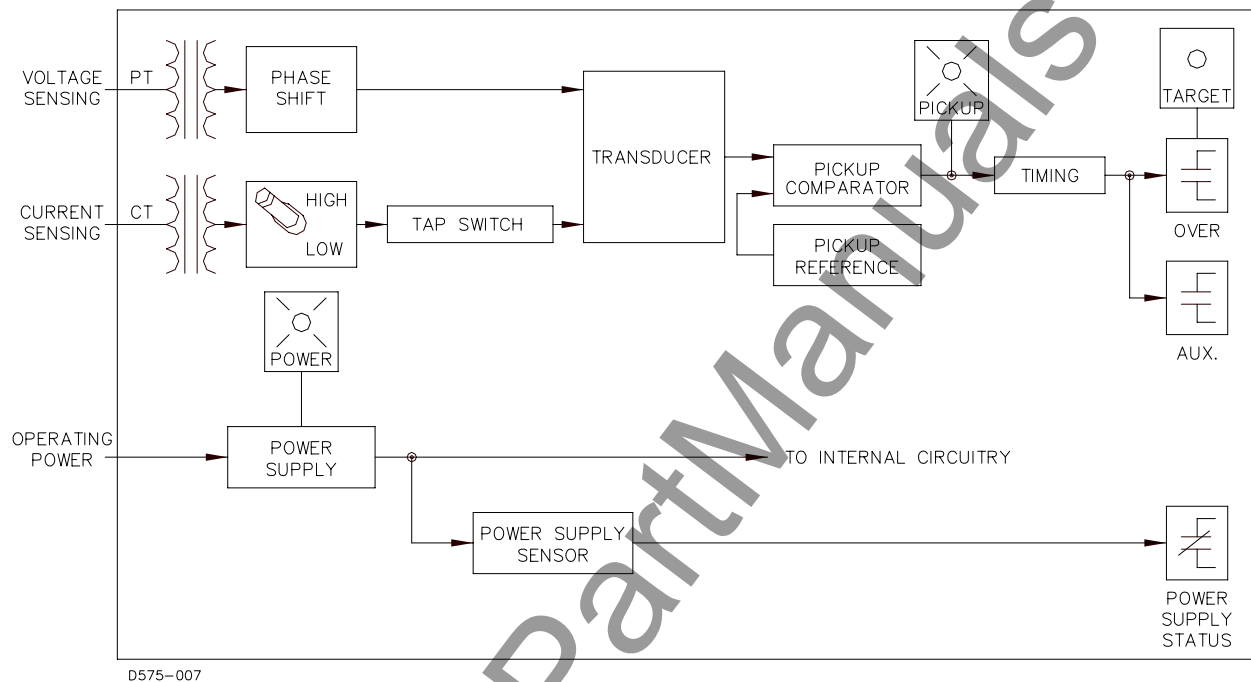 VOLTAGE
SENSING
PT
PHASE
SHIFT
CURRENT
SENSING
CT
HIGH
LOW
TAP SWITCH
TRANSDUCER
PICKUP
COMPARATOR
PICKUP
REFERENCE
PICKUP
TIMING
TARGET
OVER
AUX.
POWER
OPERATING
POWER
POWER
SUPPLY
TO INTERNAL CIRCUITRY
POWER SUPPLY
SENSOR
POWER
SUPPLY
STATUS
D575-007
PartManuals